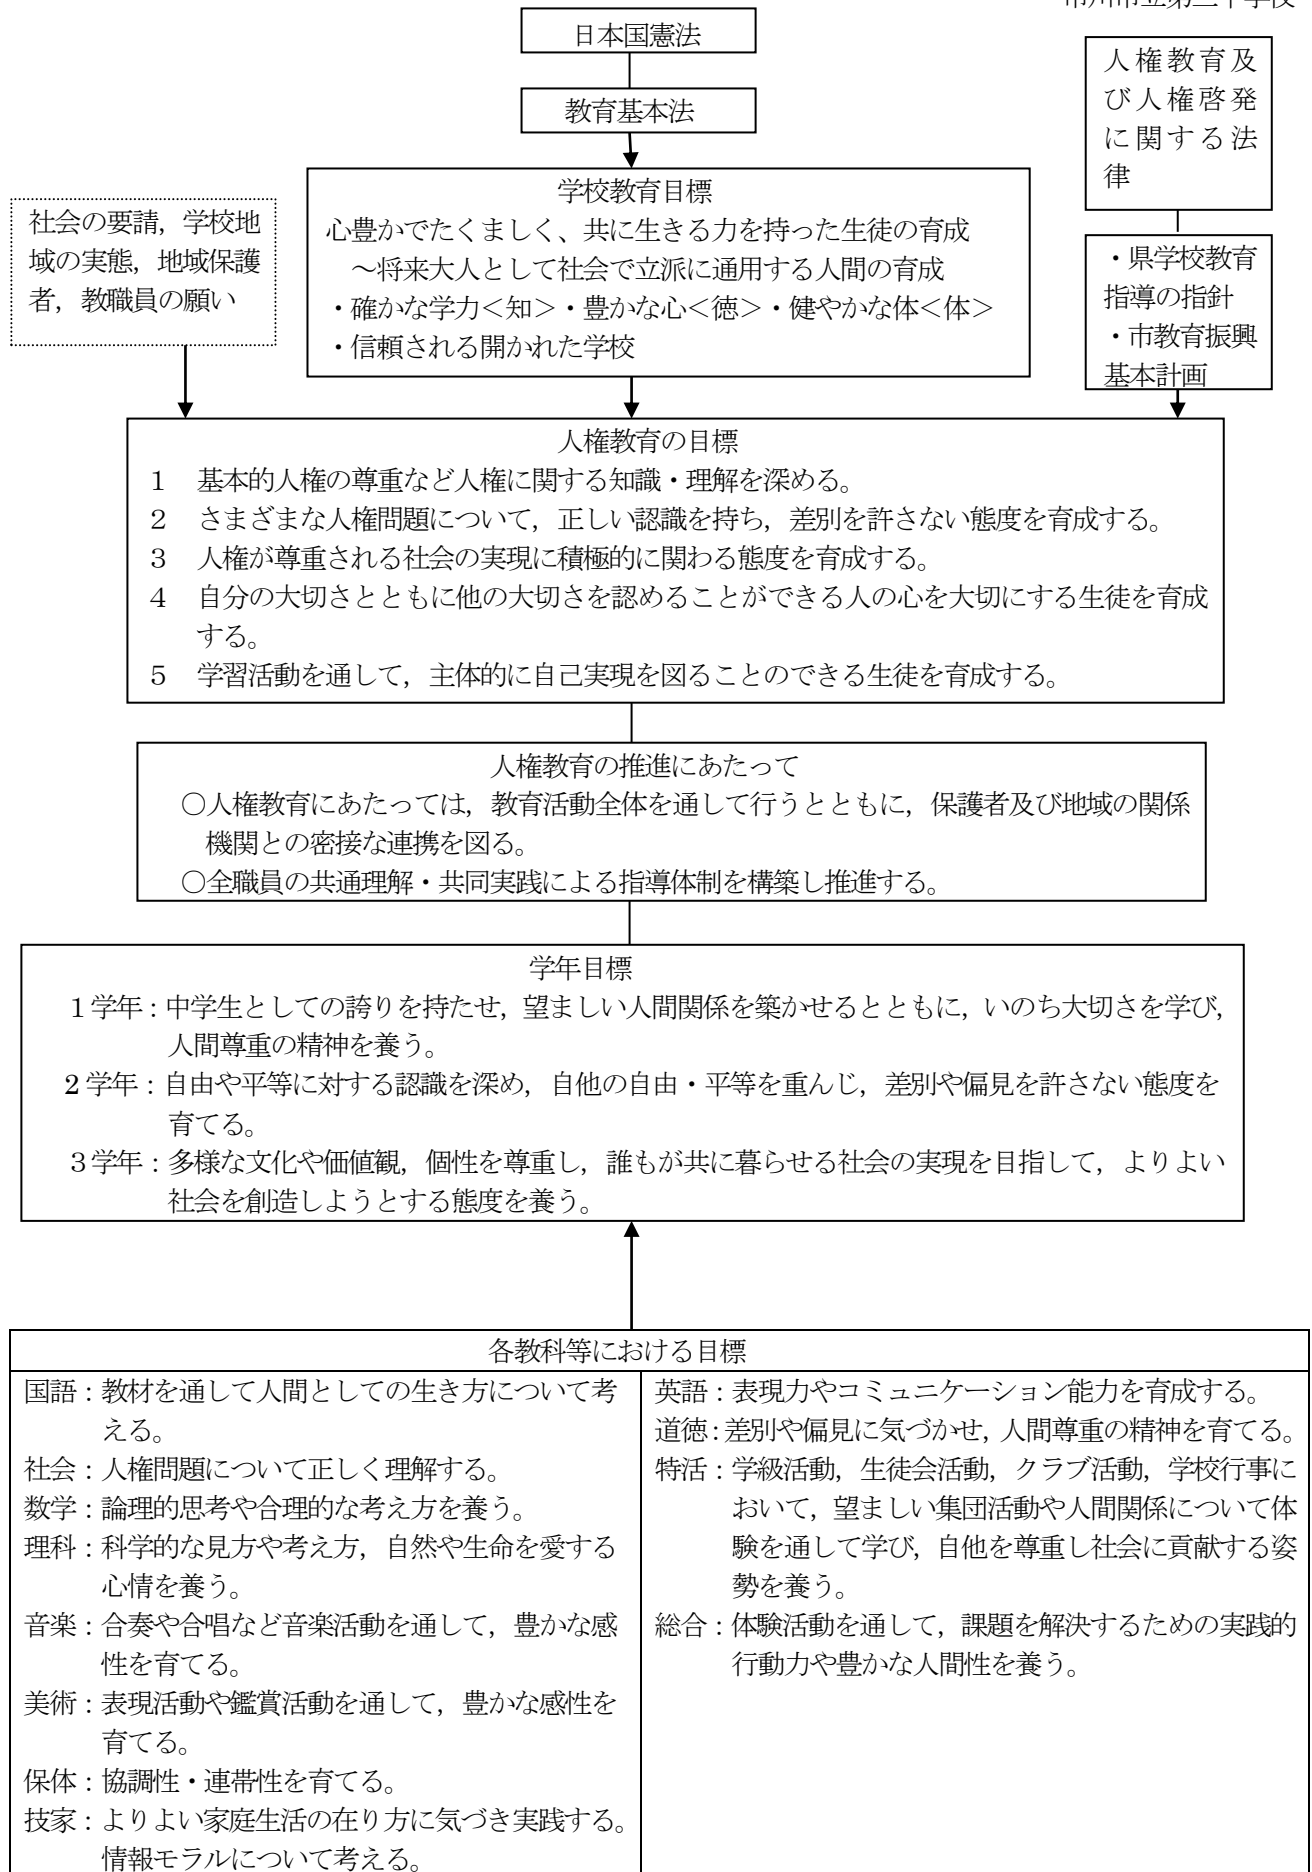 日本国憲法
教育基本法
人権教育及
び人権啓発
に関する法
律
学校教育目標
心豊かでたくましく、共に生きる力を持った生徒の育成
～将来大人として社会で立派に通用する人間の育成
・確かな学力＜知＞・豊かな心＜徳＞・健やかな体＜体＞
・信頼される開かれた学校
社会の要請，学校地
域の実態，地域保護
者，教職員の願い
・県学校教育
指導の指針
・市教育振興
基本計画
人権教育の目標
1　基本的人権の尊重など人権に関する知識・理解を深める。
2　さまざまな人権問題について，正しい認識を持ち，差別を許さない態度を育成する。
3　人権が尊重される社会の実現に積極的に関わる態度を育成する。
4　自分の大切さとともに他の大切さを認めることができる人の心を大切にする生徒を育成
する。
5　学習活動を通して，主体的に自己実現を図ることのできる生徒を育成する。
人権教育の推進にあたって
○人権教育にあたっては，教育活動全体を通して行うとともに，保護者及び地域の関係
機関との密接な連携を図る。
○全職員の共通理解・共同実践による指導体制を構築し推進する。
学年目標
1学年：中学生としての誇りを持たせ，望ましい人間関係を築かせるとともに，いのち大切さを学び，
人間尊重の精神を養う。
2学年：自由や平等に対する認識を深め，自他の自由・平等を重んじ，差別や偏見を許さない態度を
育てる。
3学年：多様な文化や価値観，個性を尊重し，誰もが共に暮らせる社会の実現を目指して，よりよい
社会を創造しようとする態度を養う。
各教科等における目標
国語：教材を通して人間としての生き方について考
える。
社会：人権問題について正しく理解する。
数学：論理的思考や合理的な考え方を養う。
理科：科学的な見方や考え方，自然や生命を愛する
心情を養う。
音楽：合奏や合唱など音楽活動を通して，豊かな感
性を育てる。
美術：表現活動や鑑賞活動を通して，豊かな感性を
育てる。
保体：協調性・連帯性を育てる。
技家：よりよい家庭生活の在り方に気づき実践する。
情報モラルについて考える。
英語：表現力やコミュニケーション能力を育成する。
道徳：差別や偏見に気づかせ，人間尊重の精神を育てる。
特活：学級活動，生徒会活動，クラブ活動，学校行事に
おいて，望ましい集団活動や人間関係について体
験を通して学び，自他を尊重し社会に貢献する姿
勢を養う。
総合：体験活動を通して，課題を解決するための実践的
行動力や豊かな人間性を養う。